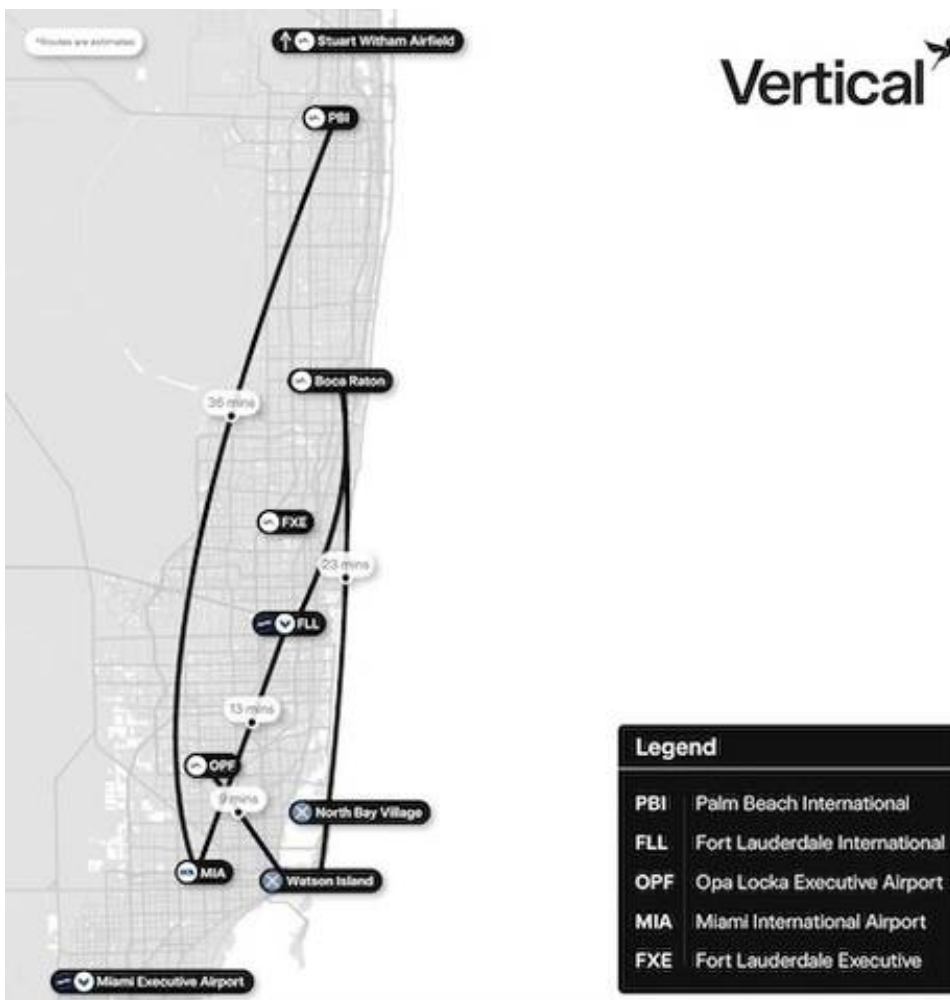 *Routes are estimated
Stuart Witham Airfield
Vertical
PBI
Boca Raton
36 mins
FXE
23 mins
FLL
13 mins
OPF
9 mins
North Bay Village
MIA
Watson Island
Miami Executive Airport
Legend
PBI Palm Beach International
FLL Fort Lauderdale International
OPF Opa Locka Executive Airport
MIA Miami International Airport
FXE Fort Lauderdale Executive